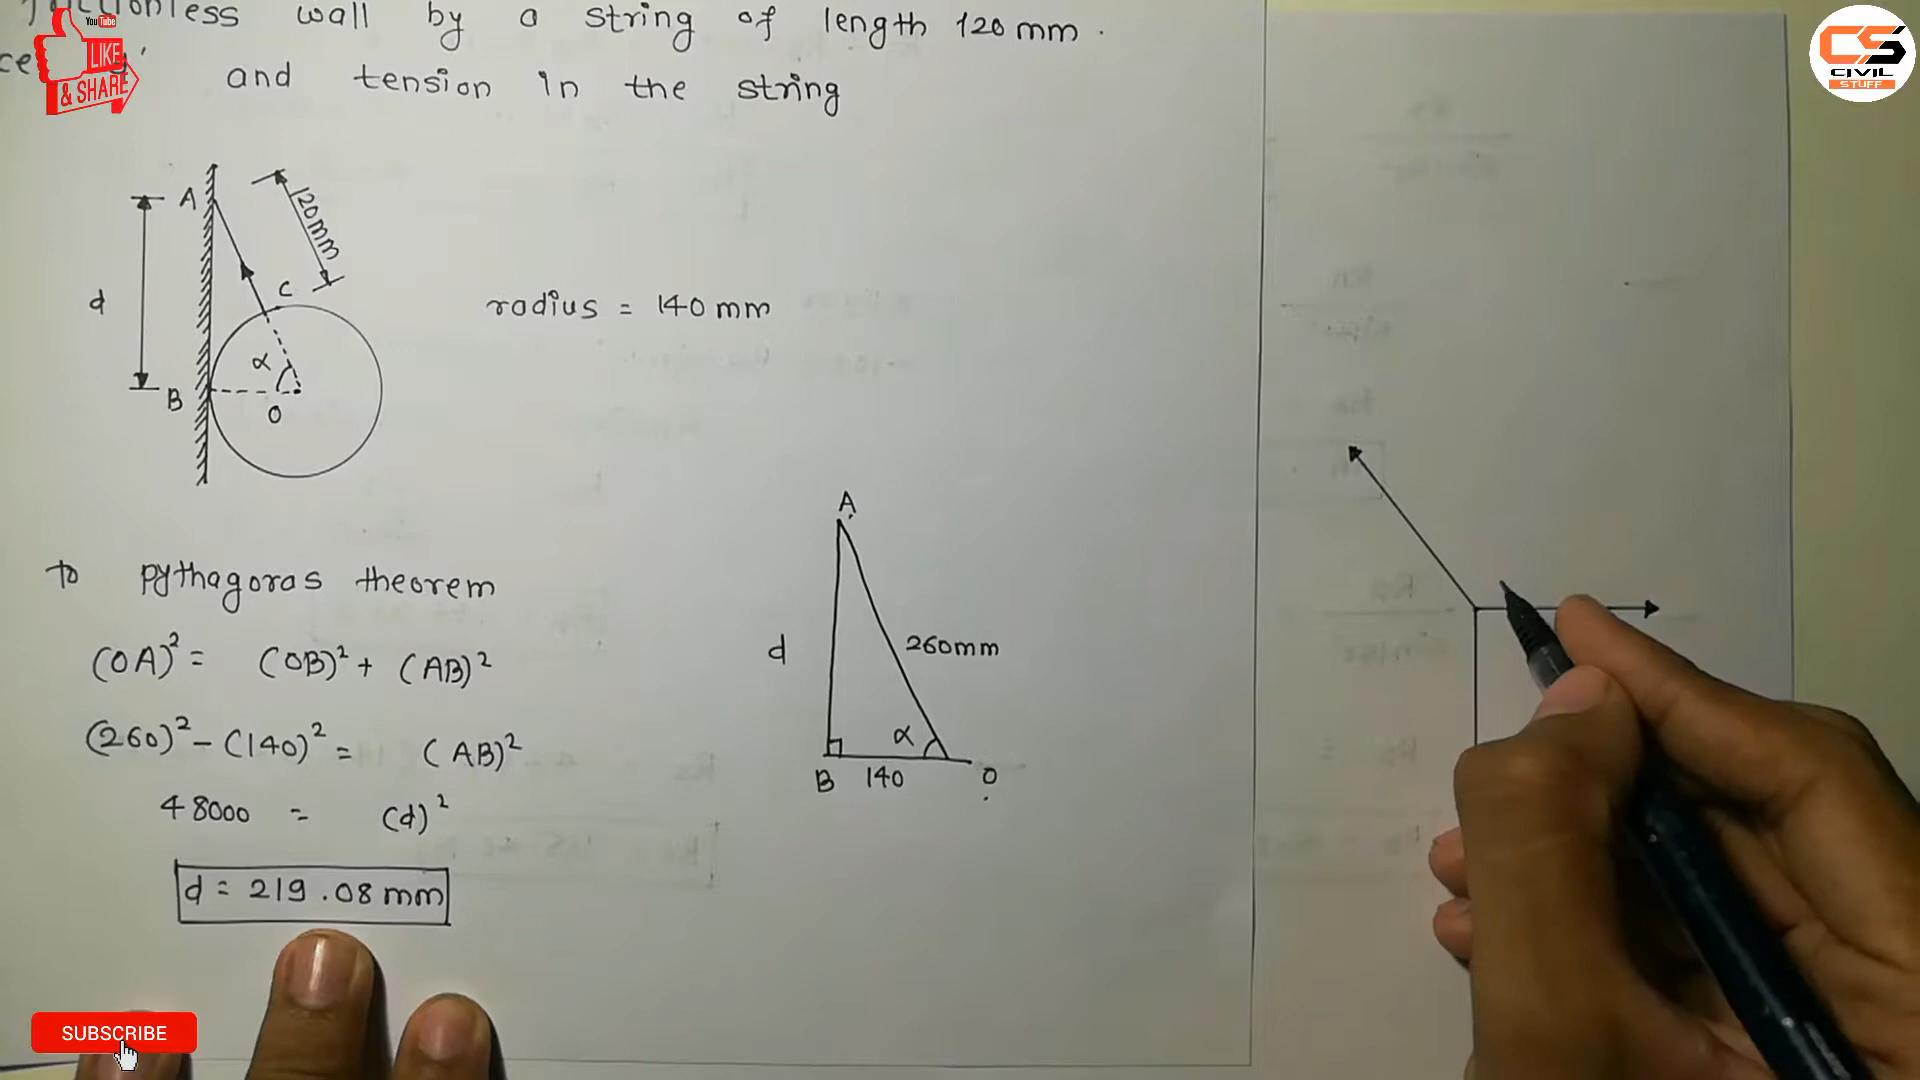 wall by a string of length 120 mm.
and tension in the string
YouTube
LIKE
& SHARE
CS
CIVIL
STUFF
A
120mm
d
C
radius = 140 mm
α
B
O
A
To pythagoras theorem
d
260mm
(OA)² = (OB)² + (AB)²
(260)² - (140)² = (AB)²
α
B 140 O
48000 = (d)²
d = 219.08 mm
SUBSCRIBE